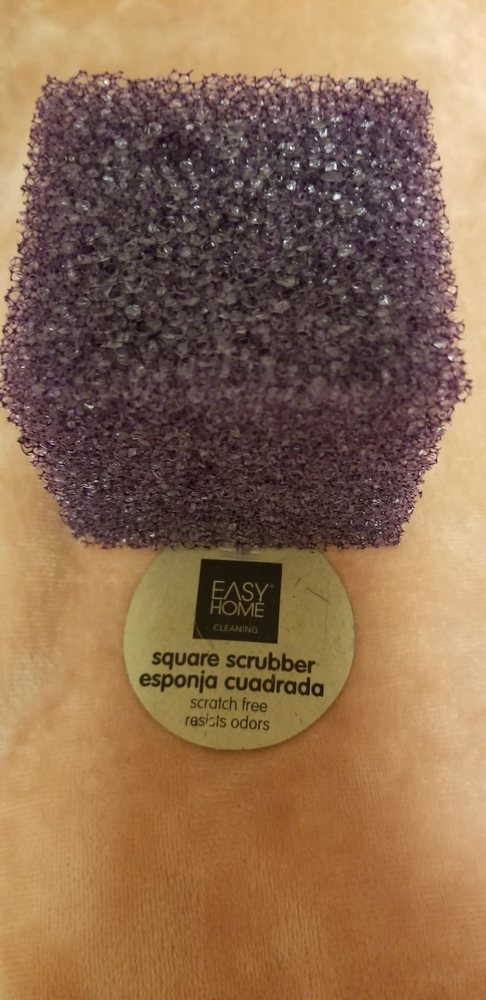 EASY®
HOME
CLEANING
square scrubber
esponja cuadrada
scratch free
resists odors